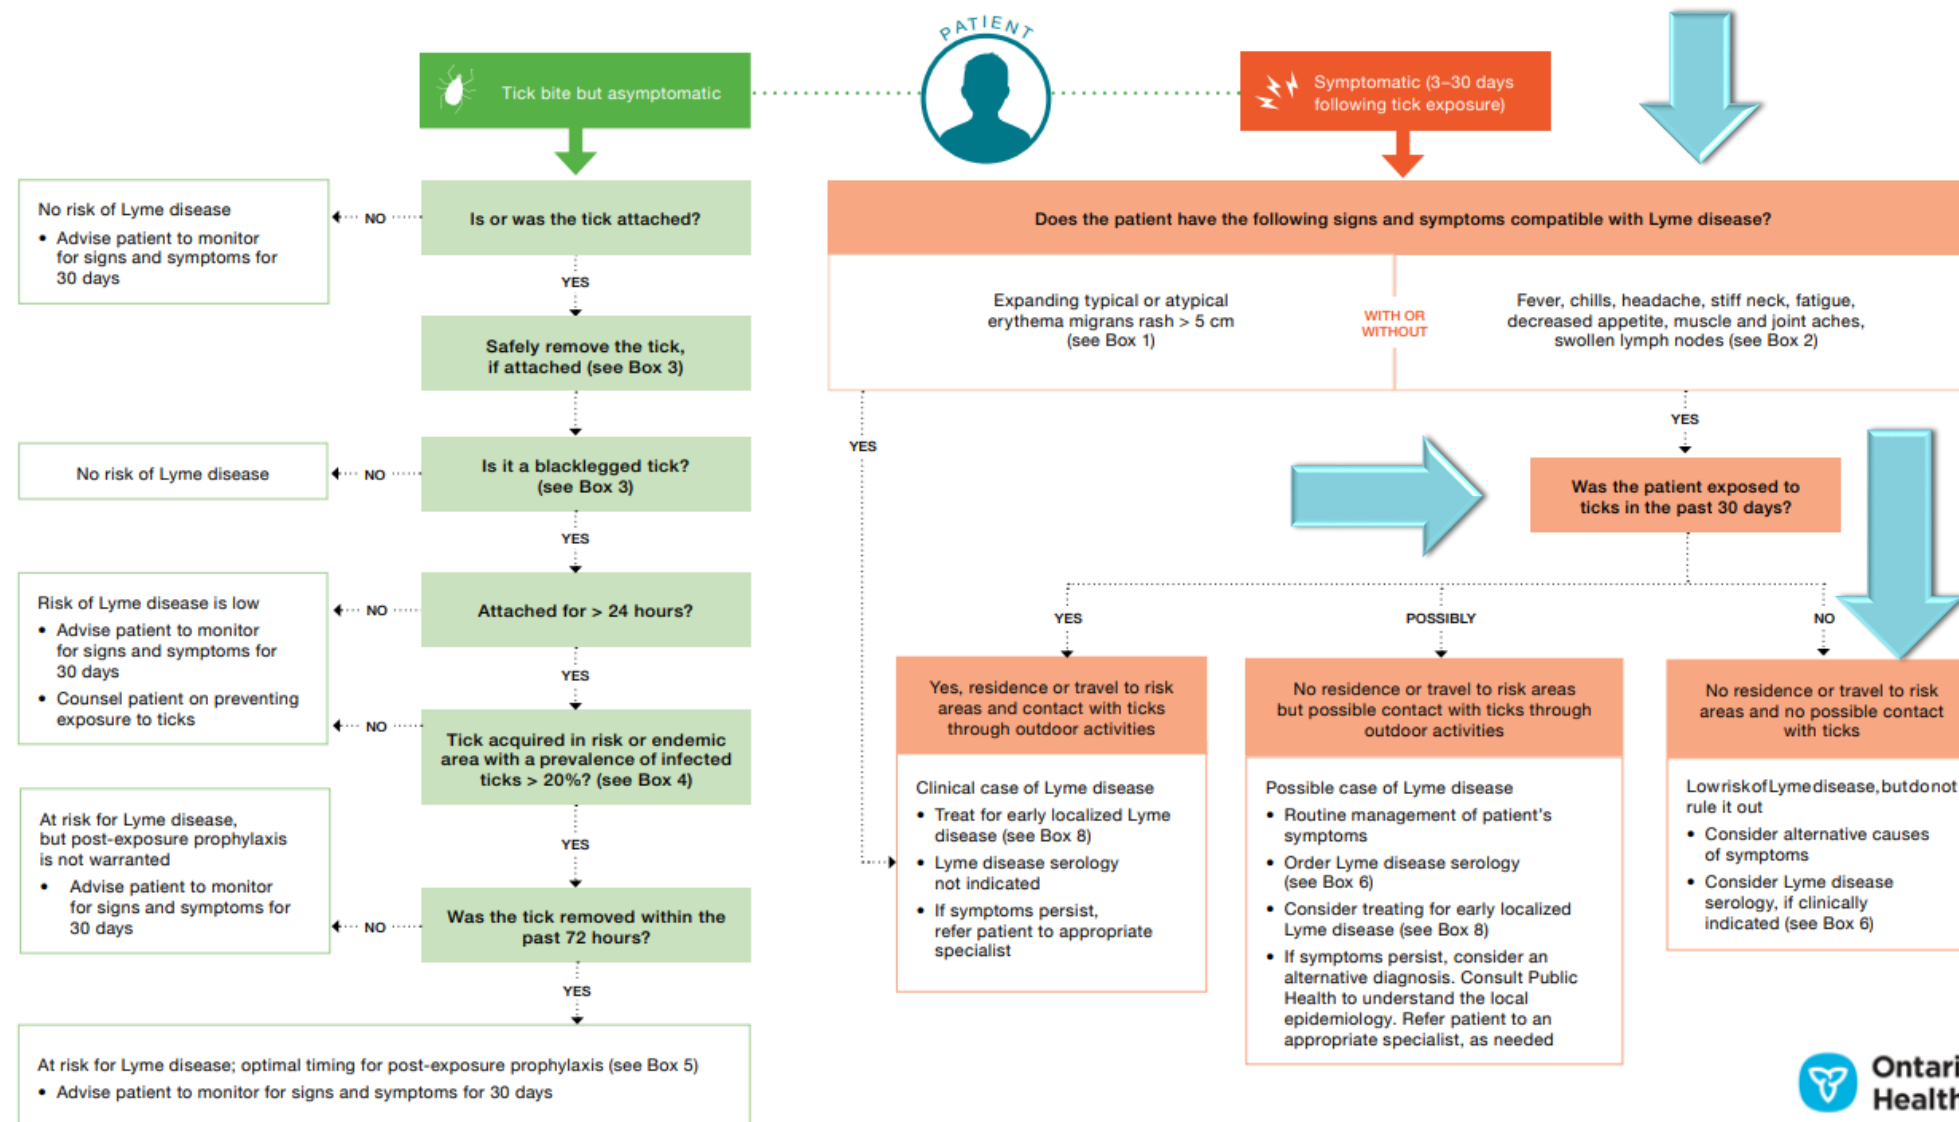 PATIENT
Tick bite but asymptomatic
Symptomatic (3–30 days
following tick exposure)
No risk of Lyme disease
• Advise patient to monitor
for signs and symptoms for
30 days
NO
Is or was the tick attached?
YES
Safely remove the tick,
if attached (see Box 3)
No risk of Lyme disease
NO
Is it a blacklegged tick?
(see Box 3)
YES
Risk of Lyme disease is low
• Advise patient to monitor
for signs and symptoms for
30 days
• Counsel patient on preventing
exposure to ticks
NO
Attached for > 24 hours?
YES
NO
Tick acquired in risk or endemic
area with a prevalence of infected
ticks > 20%? (see Box 4)
YES
At risk for Lyme disease,
but post-exposure prophylaxis
is not warranted
• Advise patient to monitor
for signs and symptoms for
30 days
NO
Was the tick removed within the
past 72 hours?
YES
At risk for Lyme disease; optimal timing for post-exposure prophylaxis (see Box 5)
• Advise patient to monitor for signs and symptoms for 30 days
Does the patient have the following signs and symptoms compatible with Lyme disease?
Expanding typical or atypical
erythema migrans rash > 5 cm
(see Box 1)
WITH OR
WITHOUT
Fever, chills, headache, stiff neck, fatigue,
decreased appetite, muscle and joint aches,
swollen lymph nodes (see Box 2)
YES
YES
Was the patient exposed to
ticks in the past 30 days?
YES
POSSIBLY
NO
Yes, residence or travel to risk
areas and contact with ticks
through outdoor activities
Clinical case of Lyme disease
• Treat for early localized Lyme
disease (see Box 8)
• Lyme disease serology
not indicated
• If symptoms persist,
refer patient to appropriate
specialist
No residence or travel to risk areas
but possible contact with ticks through
outdoor activities
Possible case of Lyme disease
• Routine management of patient's
symptoms
• Order Lyme disease serology
(see Box 6)
• Consider treating for early localized
Lyme disease (see Box 8)
• If symptoms persist, consider an
alternative diagnosis. Consult Public
Health to understand the local
epidemiology. Refer patient to an
appropriate specialist, as needed
No residence or travel to risk
areas and no possible contact
with ticks
Low risk of Lyme disease, but do not
rule it out
• Consider alternative causes
of symptoms
• Consider Lyme disease
serology, if clinically
indicated (see Box 6)
Ontari
Health